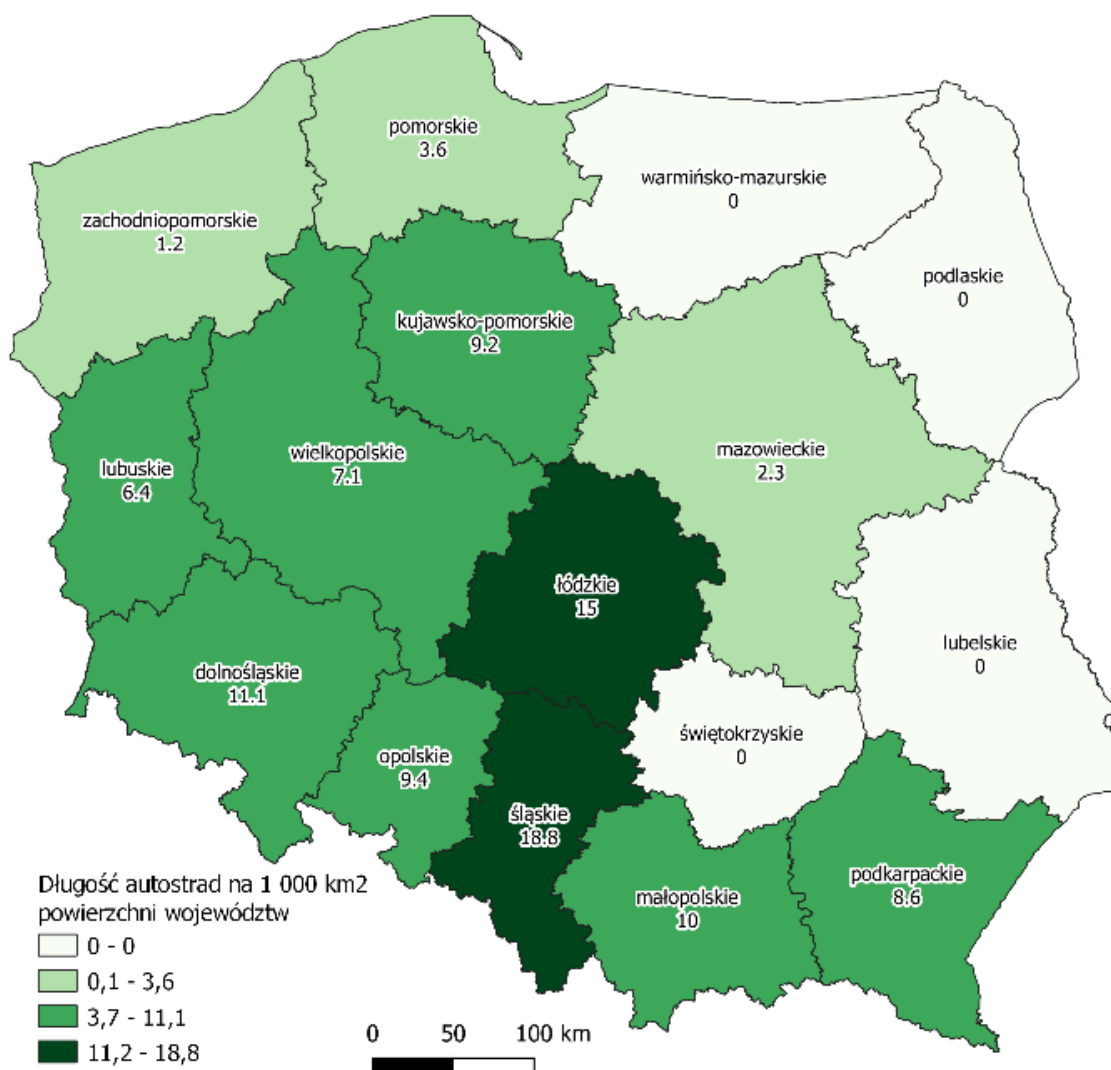 pomorskie
3.6
warmińsko-mazurskie
0
zachodniopomorskie
1.2
podlaskie
0
kujawsko-pomorskie
9.2
wielkopolskie
7.1
mazowieckie
2.3
lubuskie
6.4
łódzkie
15
lubelskie
0
dolnośląskie
11.1
świętokrzyskie
0
opolskie
9.4
śląskie
18.8
małopolskie
10
podkarpackie
8.6
Długość autostrad na 1 000 km2
powierzchni województw
0 - 0
0,1 - 3,6
3,7 - 11,1
11,2 - 18,8
0 50 100 km